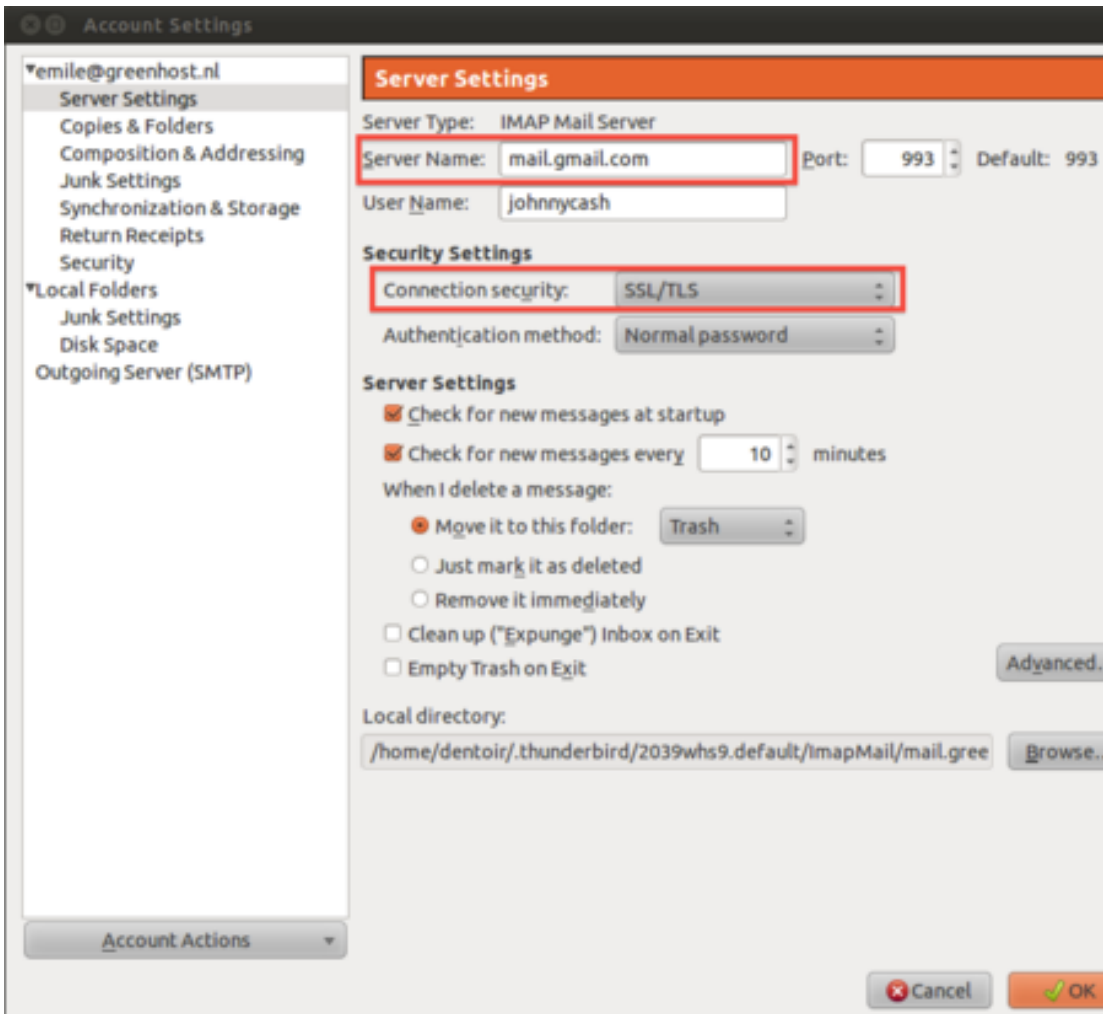 Account Settings
emile@greenhost.nl
Server Settings
Copies & Folders
Composition & Addressing
Junk Settings
Synchronization & Storage
Return Receipts
Security
Local Folders
Junk Settings
Disk Space
Outgoing Server (SMTP)
Account Actions
Server Settings
Server Type: IMAP Mail Server
Server Name: mail.gmail.com Port: 993 Default: 993
User Name: johnnycash
Security Settings
Connection security: SSL/TLS
Authentication method: Normal password
Server Settings
Check for new messages at startup
Check for new messages every 10 minutes
When I delete a message:
Move it to this folder: Trash
Just mark it as deleted
Remove it immediately
Clean up ("Expunge") Inbox on Exit
Empty Trash on Exit
Advanced..
Local directory:
/home/dentoir/.thunderbird/2039whs9.default/ImapMail/mail.gree Browse..
Cancel OK